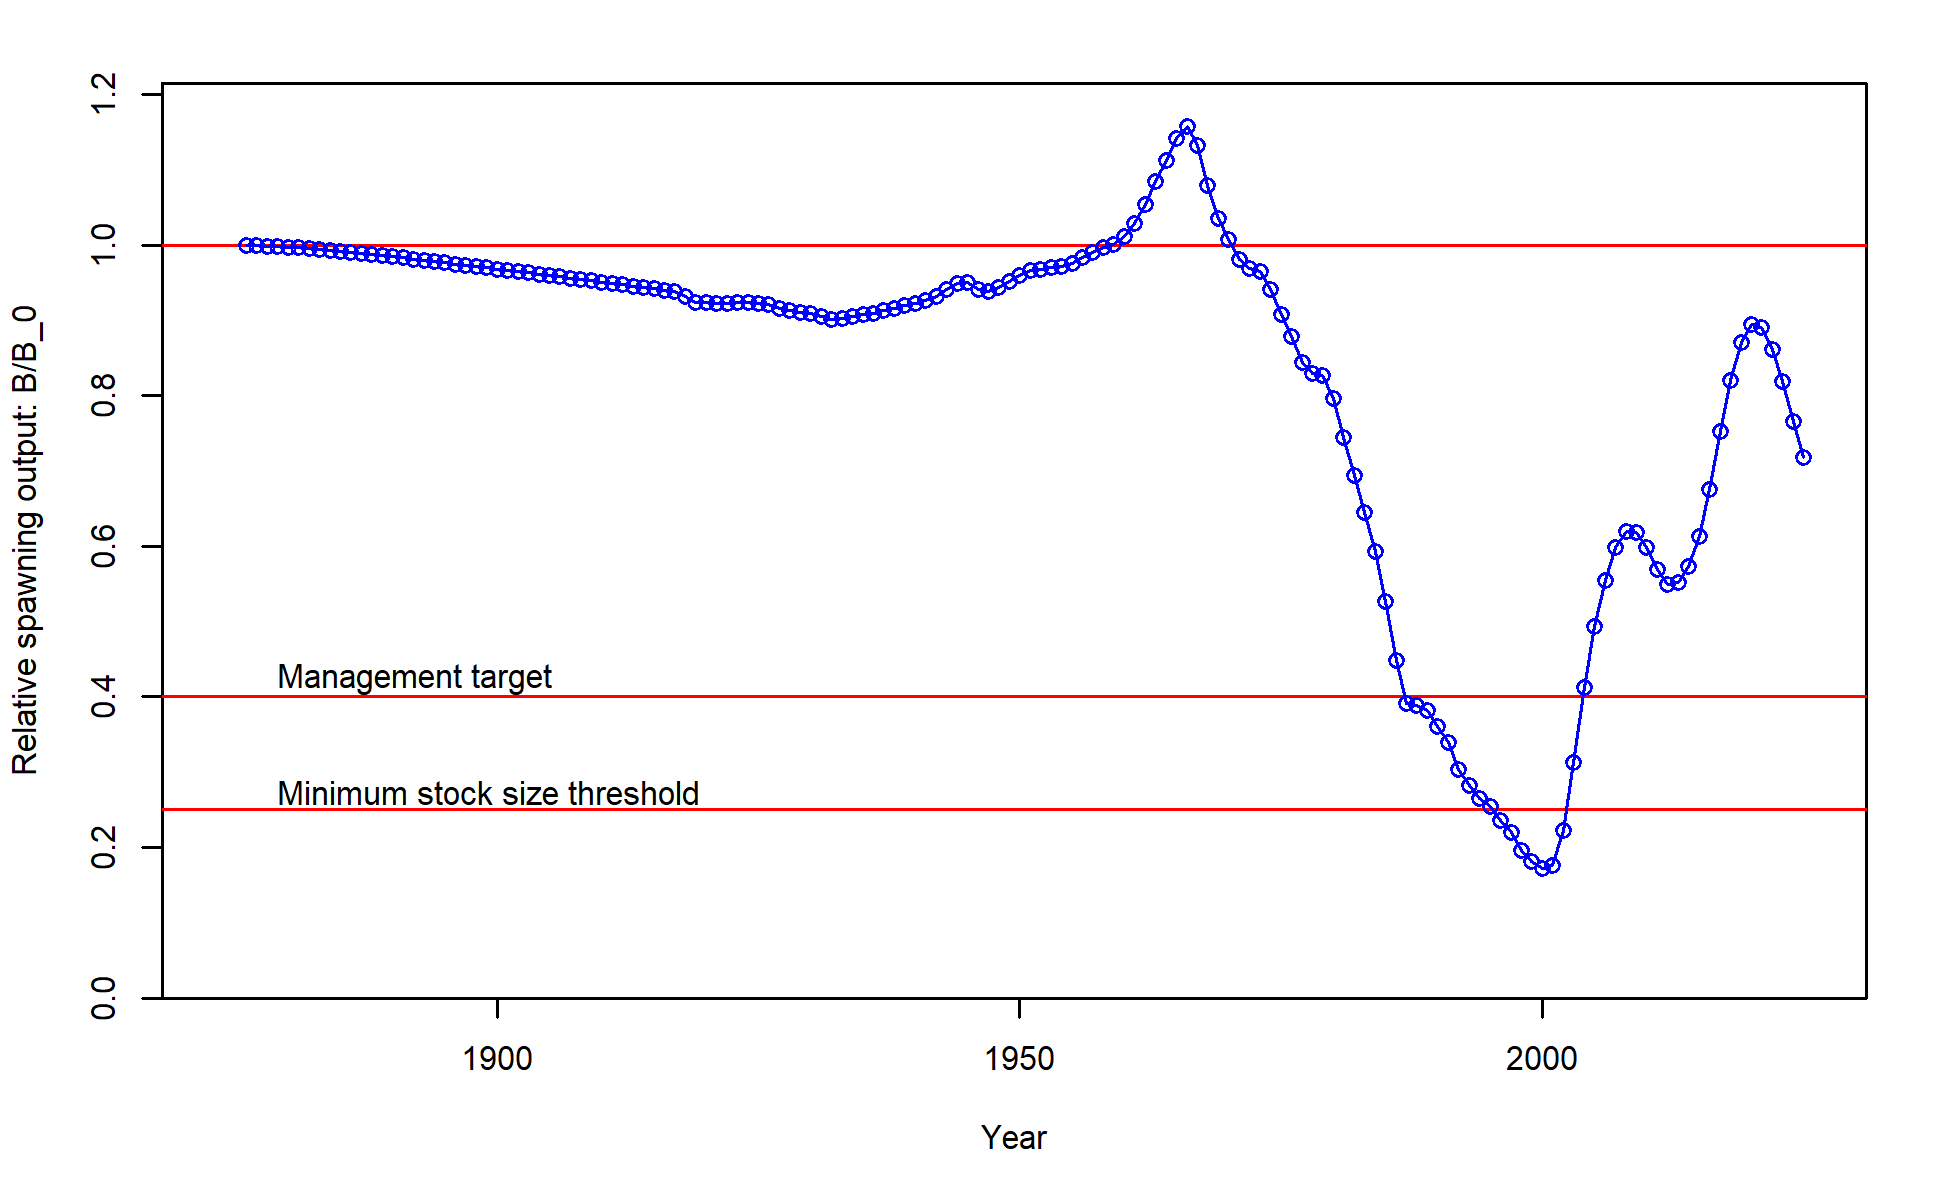 Relative spawning output: B/B_0
1.2
1.0
0.8
0.6
0.4
0.2
0.0
Management target
Minimum stock size threshold
1900
1950
2000
Year